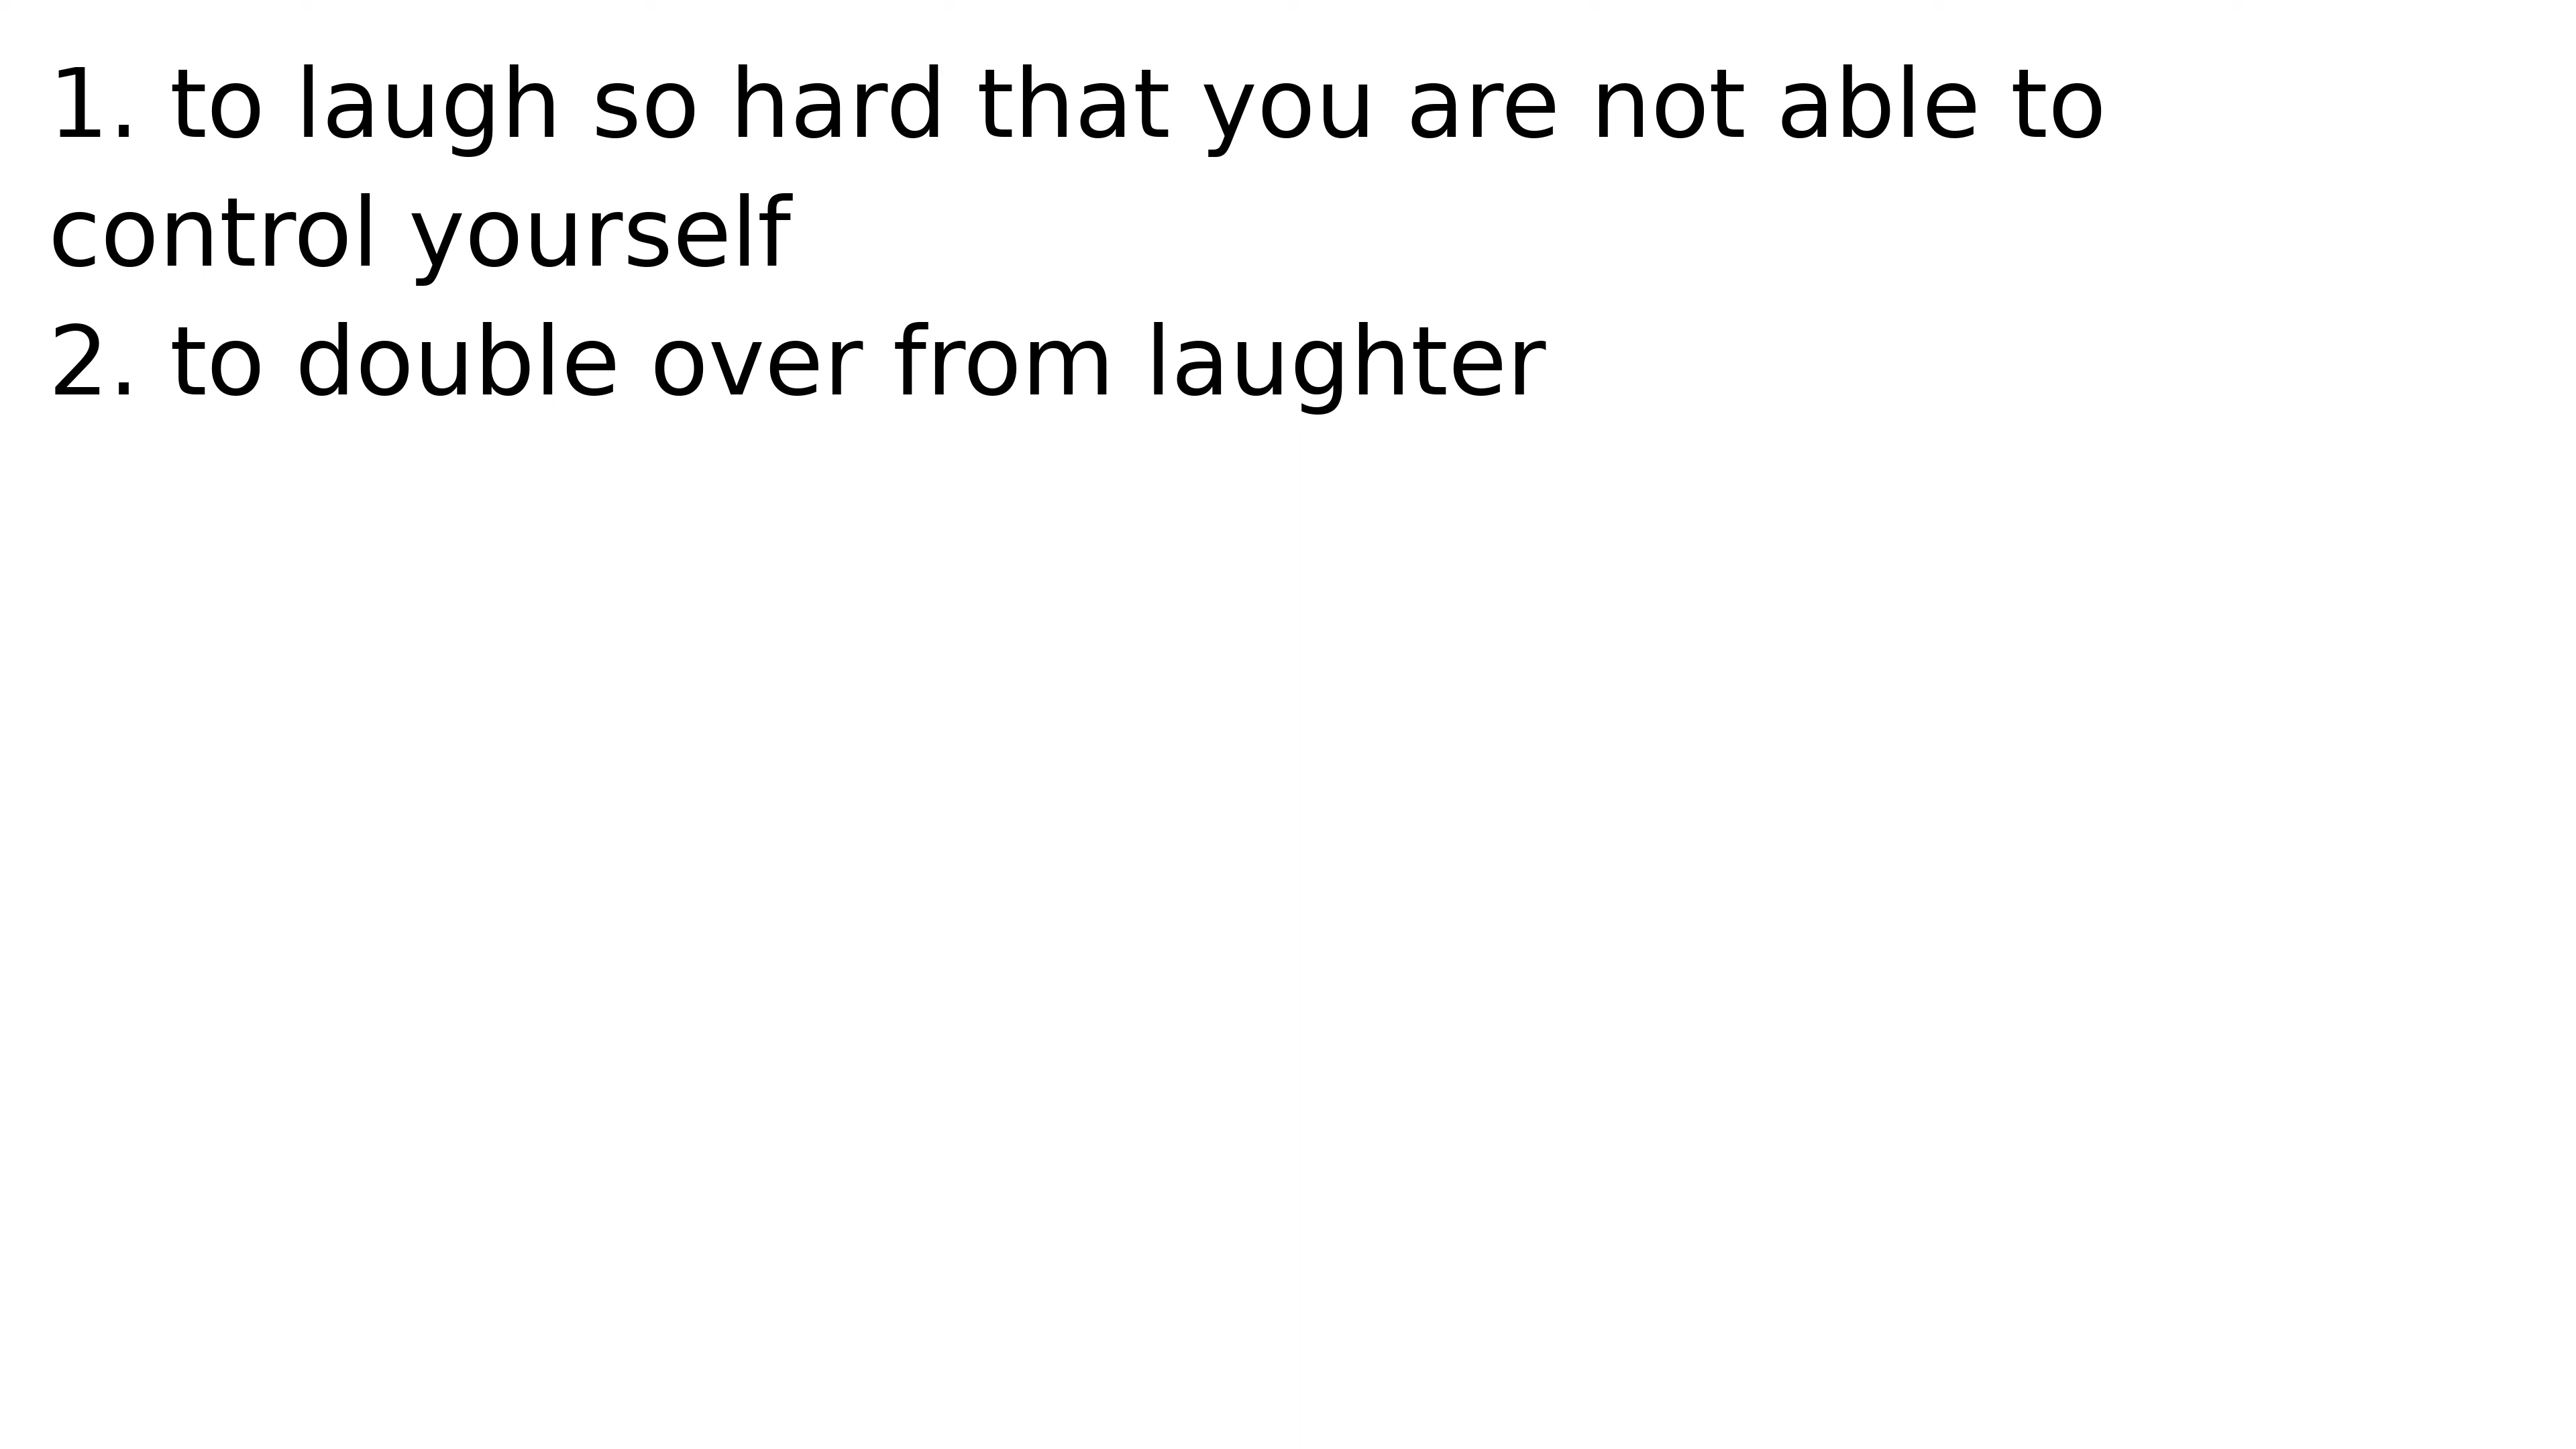 1. to laugh so hard that you are not able to
control yourself
2. to double over from laughter